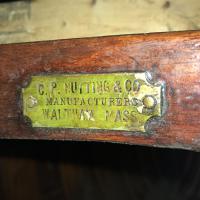 C.P. NUTTING & CO
MANUFACTURERS
WALTHAM, MASS.